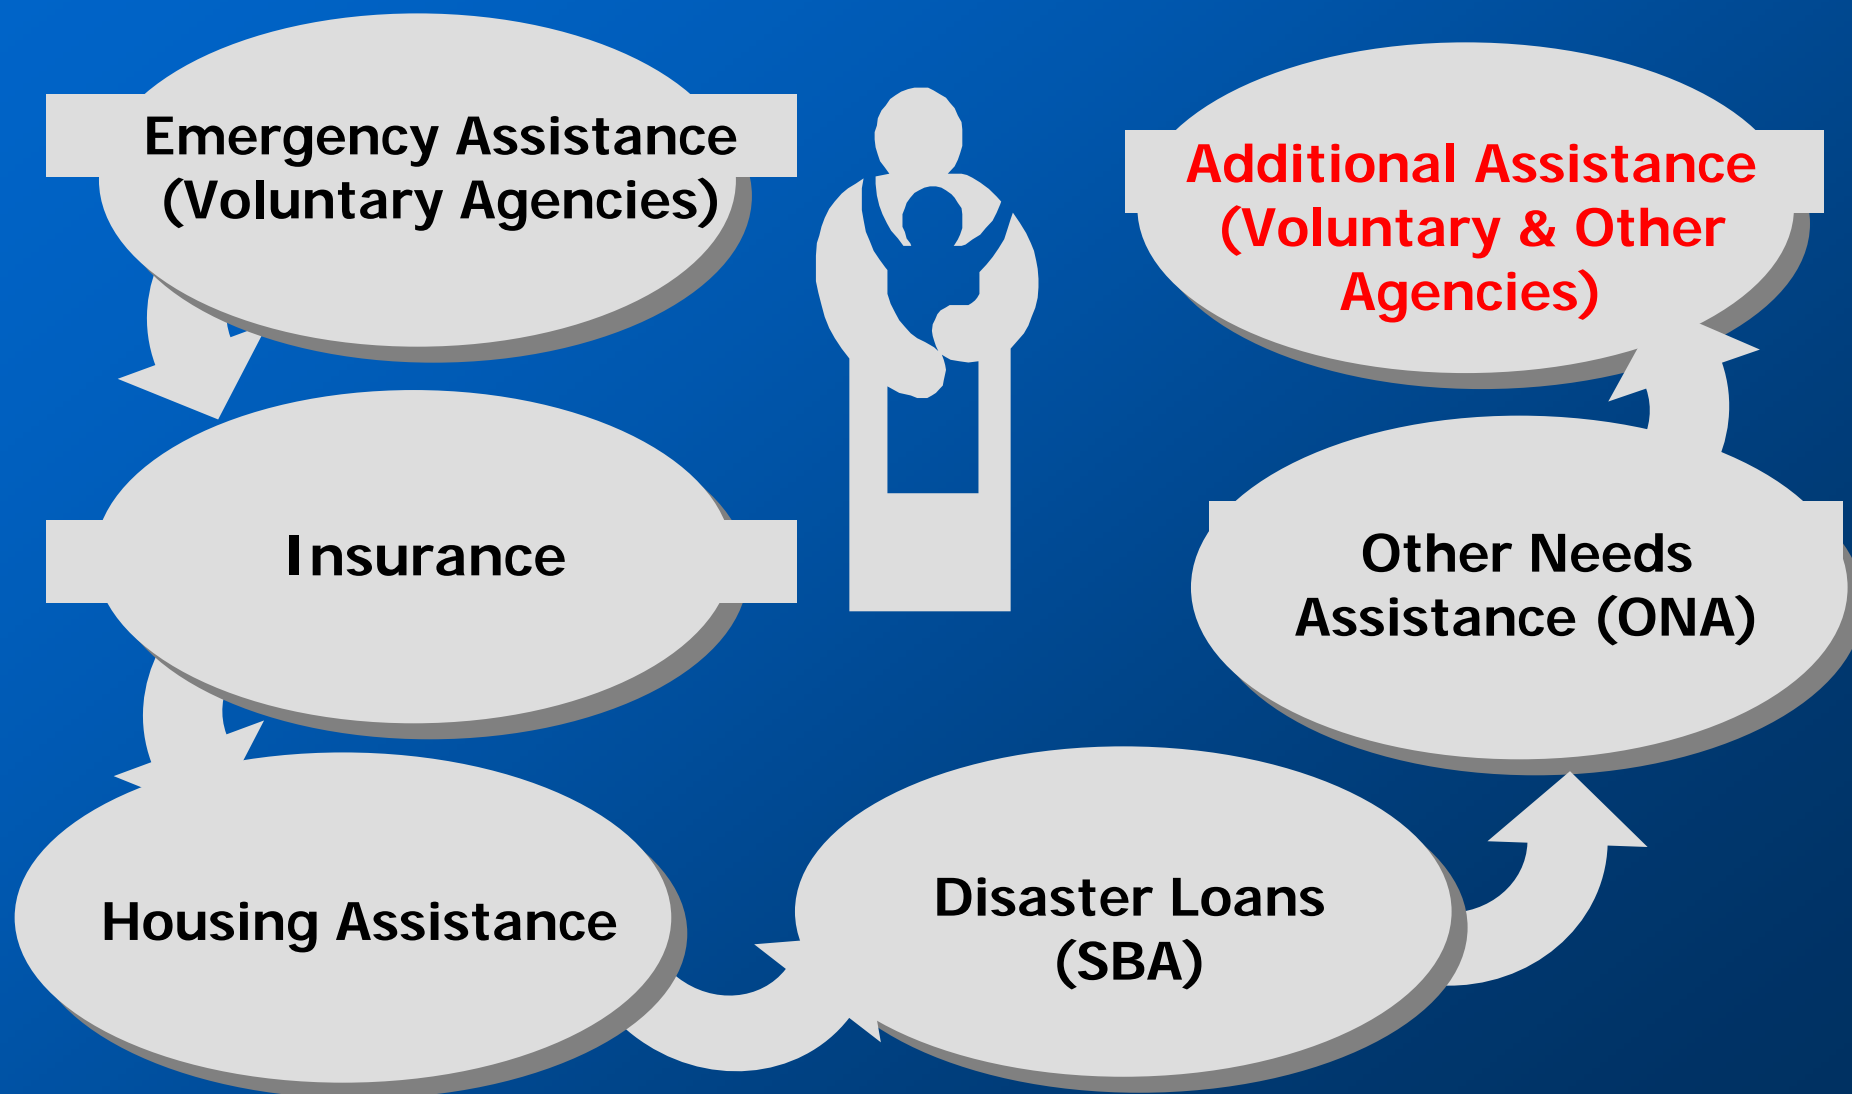 Emergency Assistance
(Voluntary Agencies)
Insurance
Housing Assistance
Disaster Loans
(SBA)
Other Needs
Assistance (ONA)
Additional Assistance
(Voluntary & Other
Agencies)